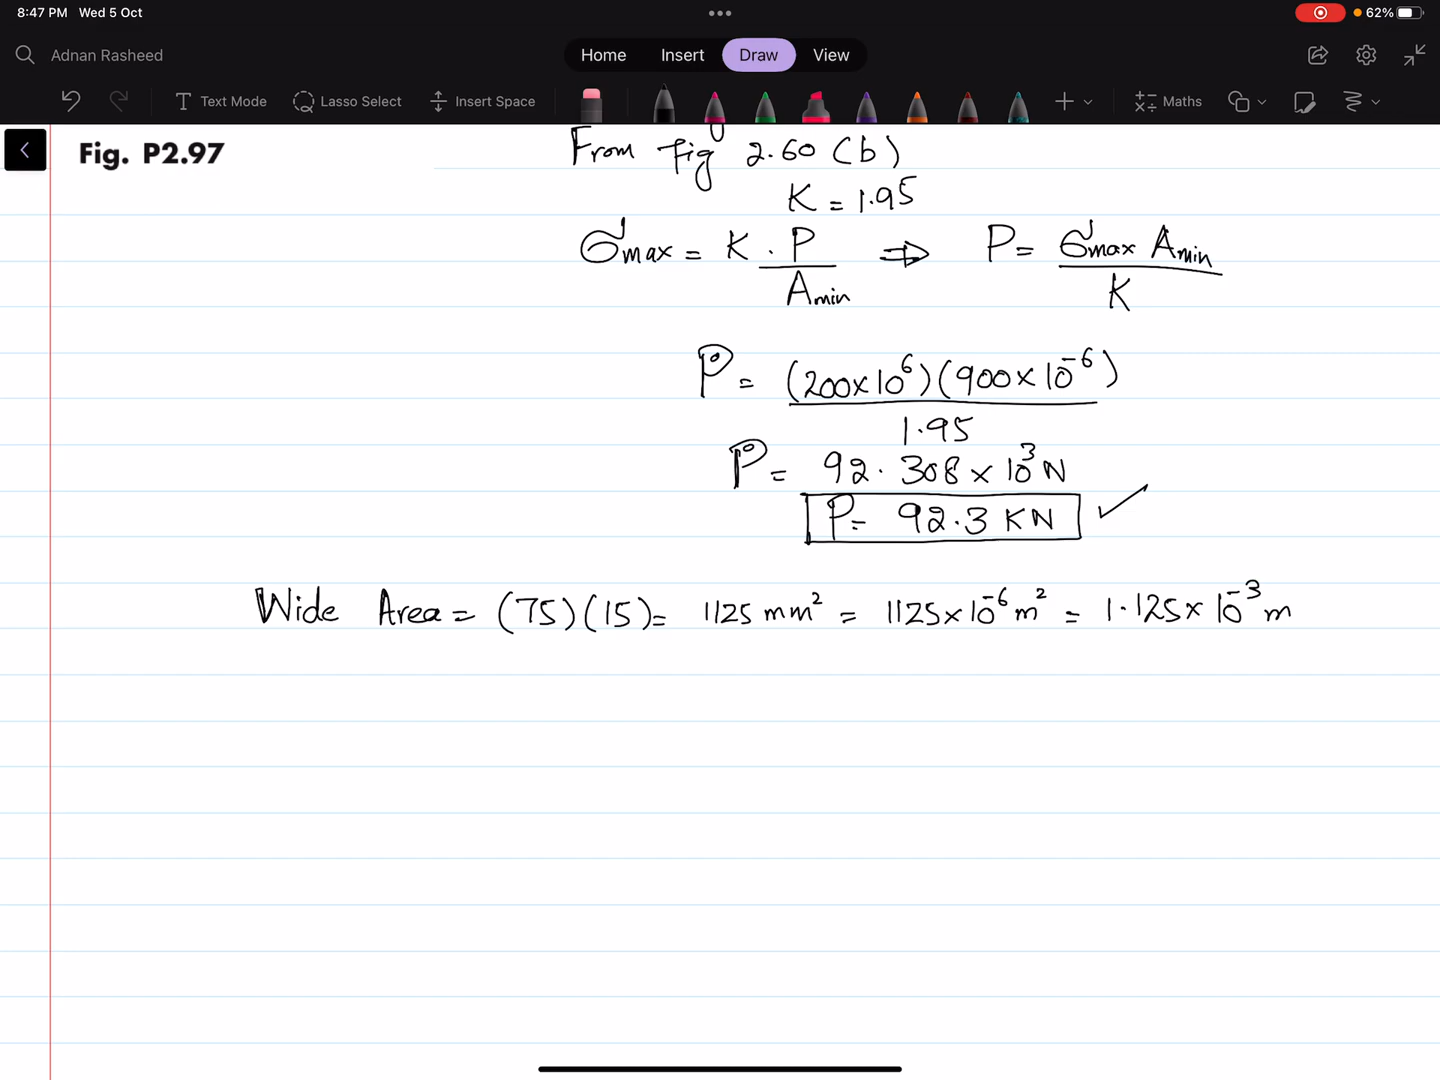 8:47 PM Wed 5 Oct 62%
Adnan Rasheed Home Insert Draw View
Text Mode Lasso Select Insert Space Maths
Fig. P2.97
From Fig 2.60 (b)
K = 1.95
σmax = K . P/Amin ⇒ P = σmax Amin/K
P = (200×10⁶)(900×10⁻⁶)/1.95
P = 92.308 × 10³ N
P = 92.3 KN ✓
Wide Area = (75)(15) = 1125 mm² = 1125×10⁻⁶ m² = 1.125×10⁻³ m